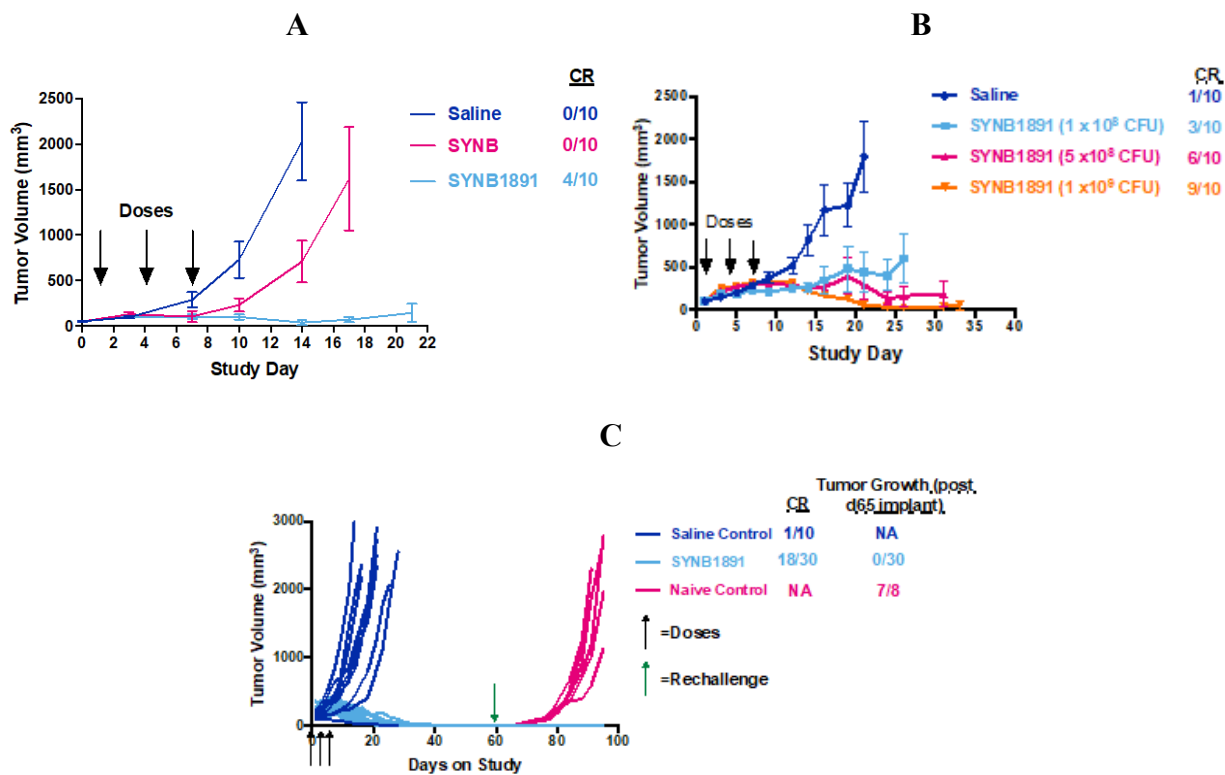 A
CR
Saline 0/10
SYNB 0/10
SYNB1891 4/10
Tumor Volume (mm³)
2500
2000
1500
1000
500
0
Doses
0 2 4 6 8 10 12 14 16 18 20 22
Study Day
B
CR
Saline 1/10
SYNB1891 (1 x 10⁸ CFU) 3/10
SYNB1891 (5 x10⁸ CFU) 6/10
SYNB1891 (1 x10⁹ CFU) 9/10
Tumor Volume (mm³)
2500
2000
1500
1000
500
0
Doses
0 5 10 15 20 25 30 35 40
Study Day
C
Tumor Growth (post
CR d65 implant)
Saline Control 1/10 NA
SYNB1891 18/30 0/30
Naive Control NA 7/8
=Doses
=Rechallenge
Tumor Volume (mm³)
3000
2000
1000
0
0 20 40 60 80 100
Days on Study